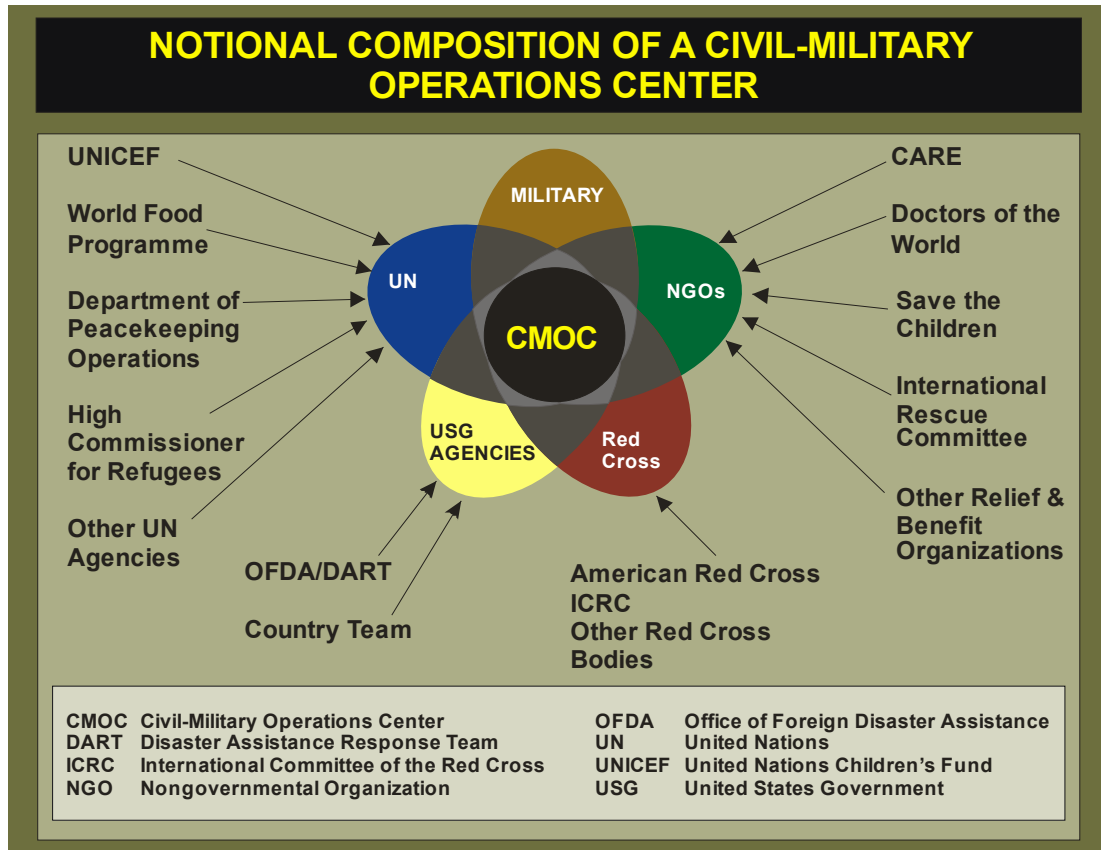 NOTIONAL COMPOSITION OF A CIVIL-MILITARY
OPERATIONS CENTER
UNICEF
World Food
Programme
Department of
Peacekeeping
Operations
High
Commissioner
for Refugees
Other UN
Agencies
MILITARY
UN
NGOs
CMOC
USG
AGENCIES
Red
Cross
CARE
Doctors of the
World
Save the
Children
International
Rescue
Committee
Other Relief &
Benefit
Organizations
OFDA/DART
Country Team
American Red Cross
ICRC
Other Red Cross
Bodies
CMOC Civil-Military Operations Center
DART Disaster Assistance Response Team
ICRC International Committee of the Red Cross
NGO Nongovernmental Organization
OFDA Office of Foreign Disaster Assistance
UN United Nations
UNICEF United Nations Children’s Fund
USG United States Government